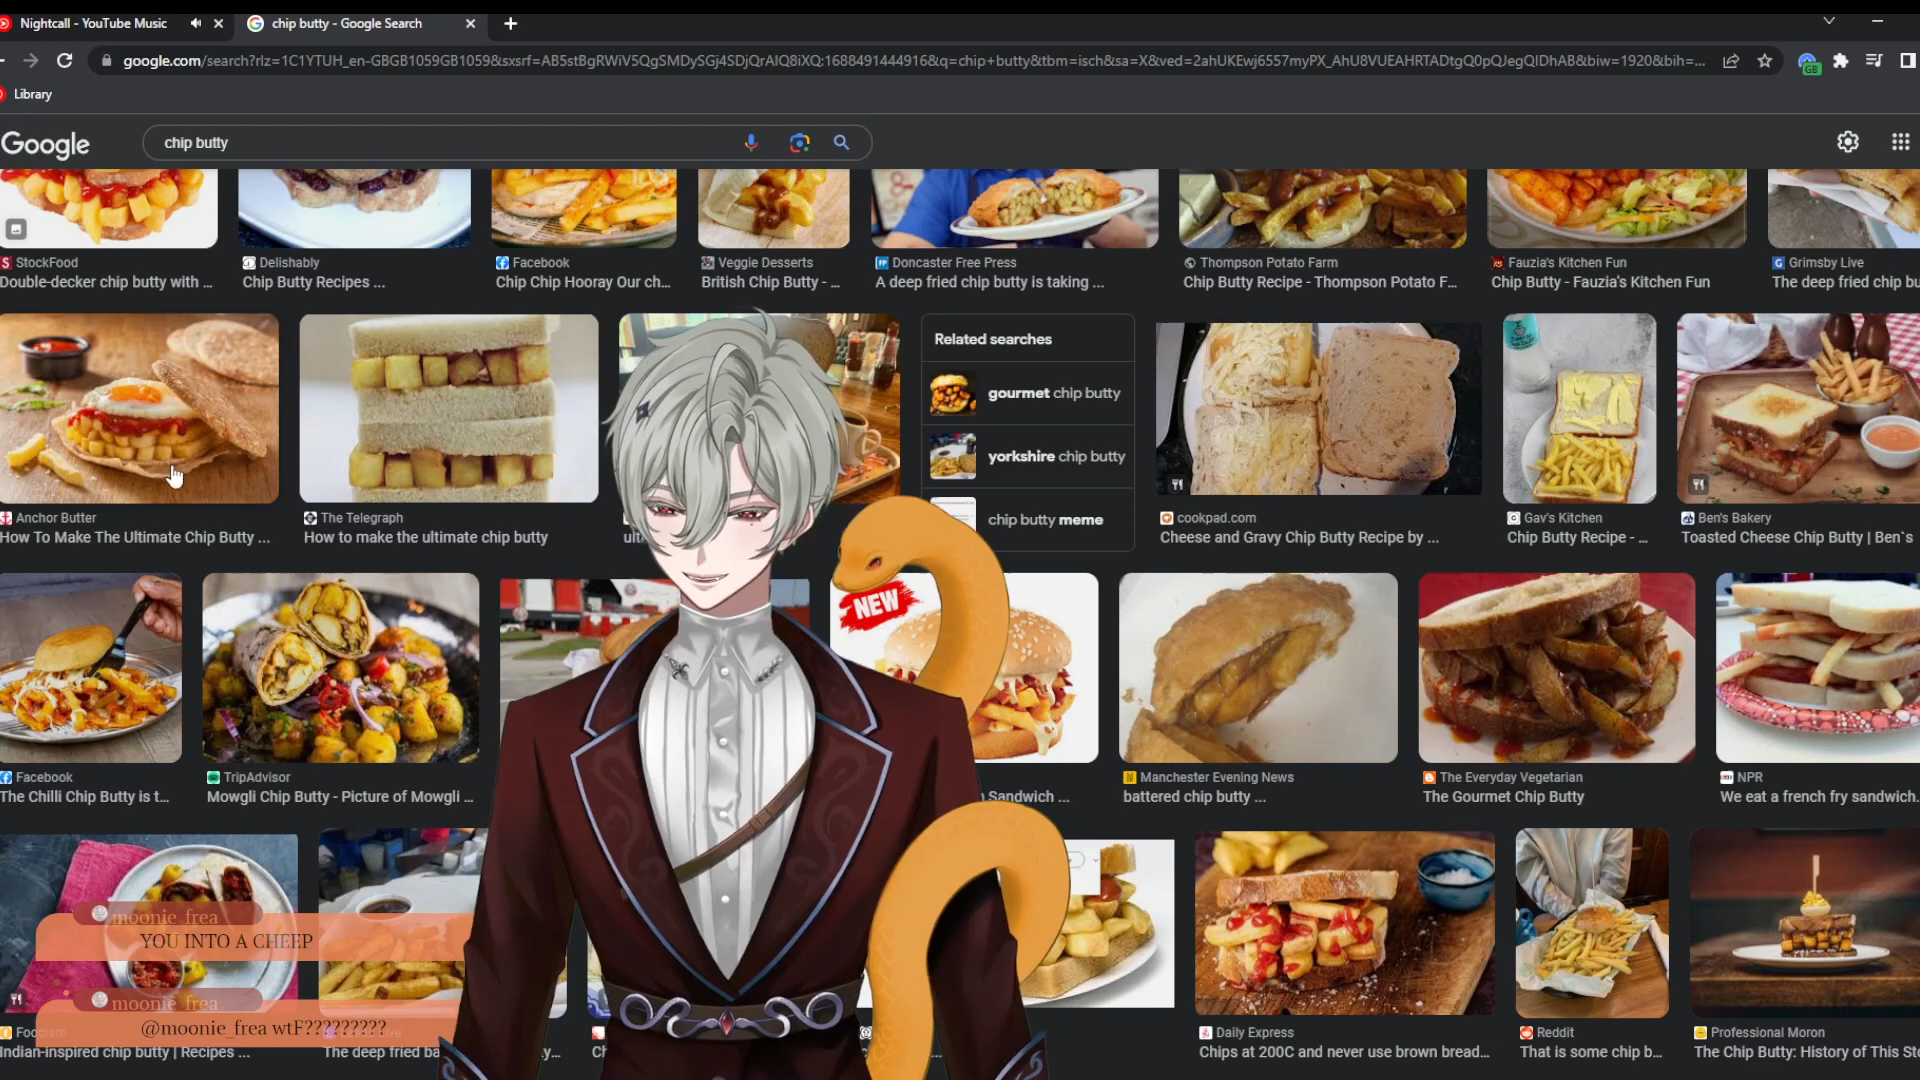 Nightcall - YouTube Music
chip butty - Google Search
google.com/search?rlz=1C1YTUH_en-GBGB1059GB1059&sxsrf=AB5stBgRWiV5QgSMDySGj4SDjQrAIQ8iXQ:1688491444916&q=chip+butty&tbm=isch&sa=X&ved=2ahUKEwj6557myPX_AhU8VUEAHRTADtgQ0pQJegQIDhAB&biw=1920&bih=...
GB
Library
Google
chip butty
StockFood
Double-decker chip butty with ...
Delishably
Chip Butty Recipes ...
Facebook
Chip Chip Hooray Our ch...
Veggie Desserts
British Chip Butty - ...
Doncaster Free Press
A deep fried chip butty is taking ...
Thompson Potato Farm
Chip Butty Recipe - Thompson Potato F...
Fauzia's Kitchen Fun
Chip Butty - Fauzia's Kitchen Fun
Grimsby Live
The deep fried chip bu
Anchor Butter
How To Make The Ultimate Chip Butty ...
The Telegraph
How to make the ultimate chip butty
ulti
Related searches
gourmet chip butty
yorkshire chip butty
chip butty meme
cookpad.com
Cheese and Gravy Chip Butty Recipe by ...
Gav's Kitchen
Chip Butty Recipe - ...
Ben's Bakery
Toasted Cheese Chip Butty | Ben`s
NEW
Facebook
The Chilli Chip Butty is t...
TripAdvisor
Mowgli Chip Butty - Picture of Mowgli ...
Sandwich ...
Manchester Evening News
battered chip butty ...
The Everyday Vegetarian
The Gourmet Chip Butty
NPR
We eat a french fry sandwich.
moonie_frea
YOU INTO A CHEEP
moonie_frea
@moonie_frea wtF?????????
Indian-inspired chip butty | Recipes ...
The deep fried ba
y...
Daily Express
Chips at 200C and never use brown bread...
Reddit
That is some chip b...
Professional Moron
The Chip Butty: History of This St